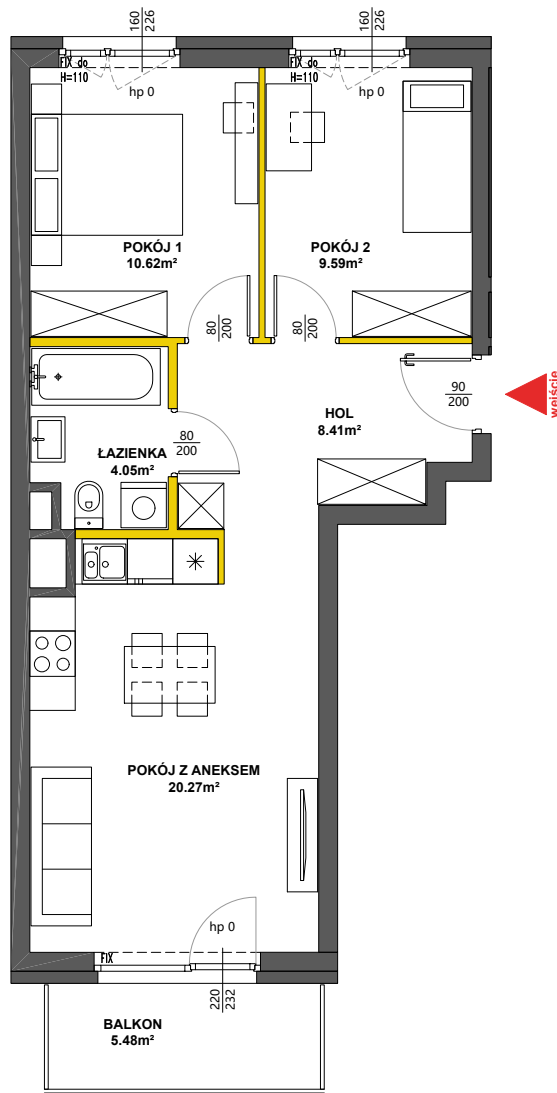 160
226
160
226
FIX do
H=110
hp 0
FIX do
H=110
hp 0
POKÓJ 1
10.62m²
POKÓJ 2
9.59m²
80
200
80
200
90
200
wejście
HOL
8.41m²
80
200
ŁAZIENKA
4.05m²
POKÓJ Z ANEKSEM
20.27m²
hp 0
FIX
220
232
BALKON
5.48m²